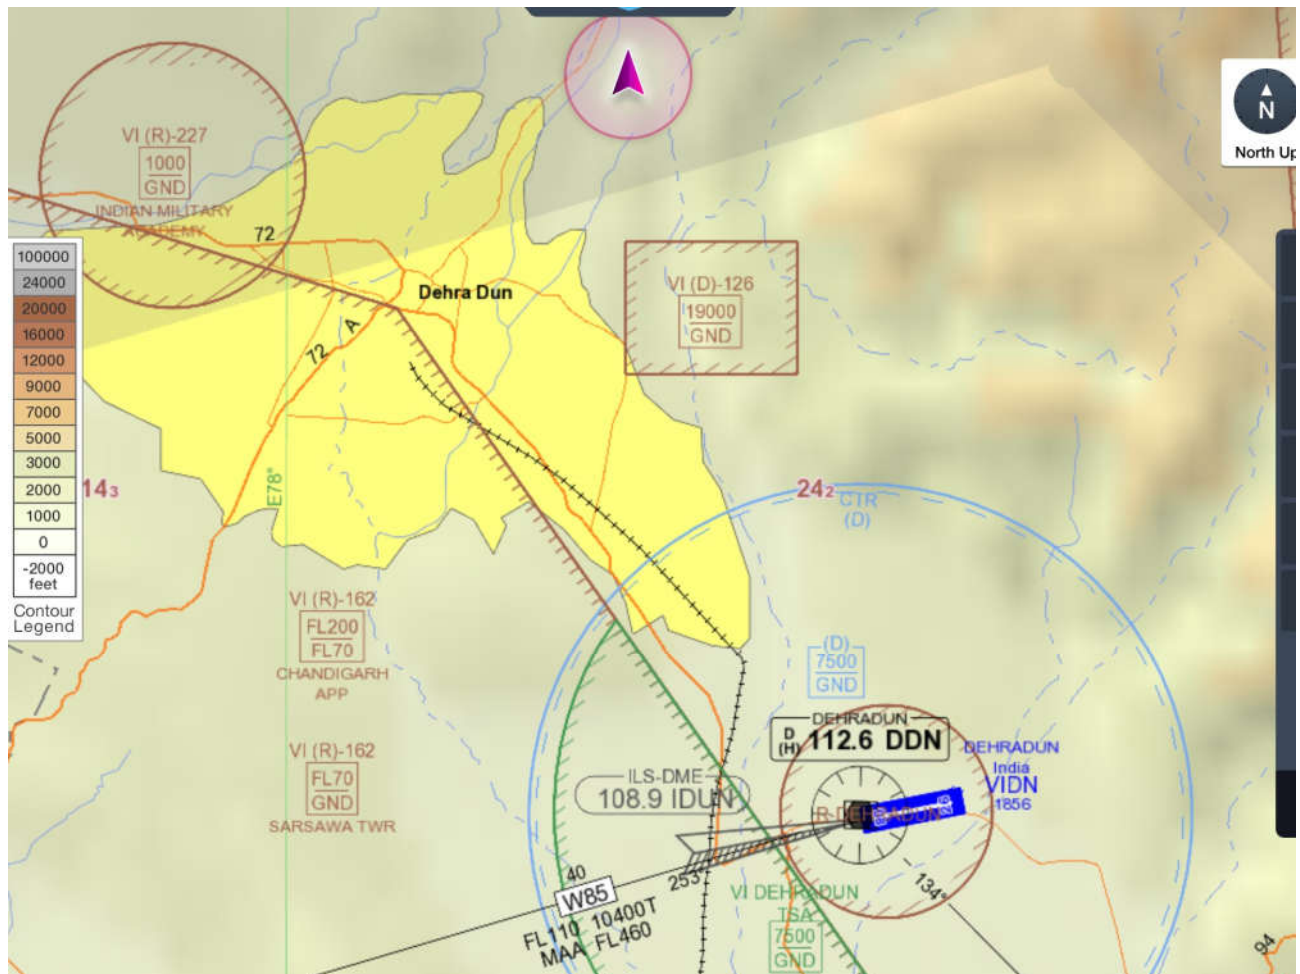 VI (R)-227
1000
GND
INDIAN MILITARY
ACADEMY
N
North Up
72
Dehra Dun
A
72
VI (D)-126
19000
GND
100000
24000
20000
16000
12000
9000
7000
5000
3000
2000
1000
0
-2000
feet
Contour
Legend
14₃
E78°
24₂
CTR
(D)
VI (R)-162
FL200
FL70
CHANDIGARH
APP
(D)
7500
GND
DEHRADUN
D
(H) 112.6 DDN
DEHRADUN
India
VIDN
1856
VI (R)-162
FL70
GND
SARSAWA TWR
ILS-DME
108.9 IDUN
R-DEHRADUN
40
W85
253°
FL110 10400T
MAA FL460
134°
VI DEHRADUN
TSA
7500
GND
94